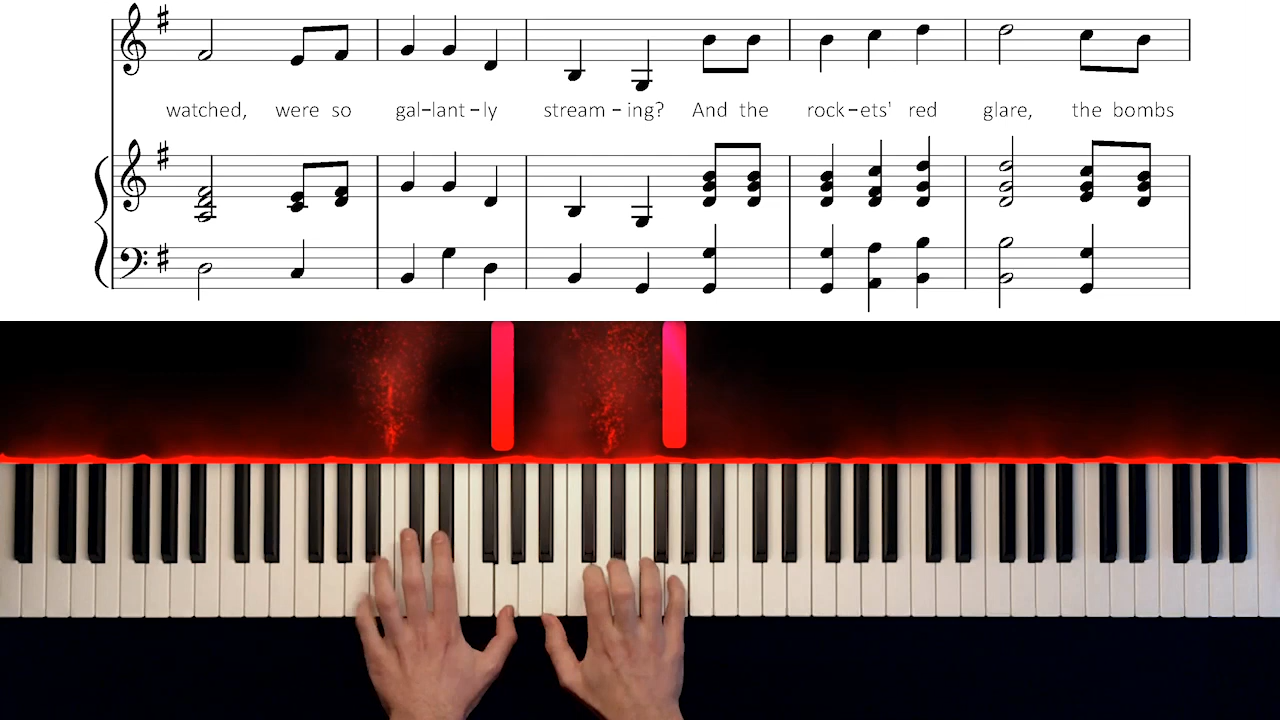 watched, were so gal-lant-ly stream-ing? And the rock-ets' red glare, the bombs